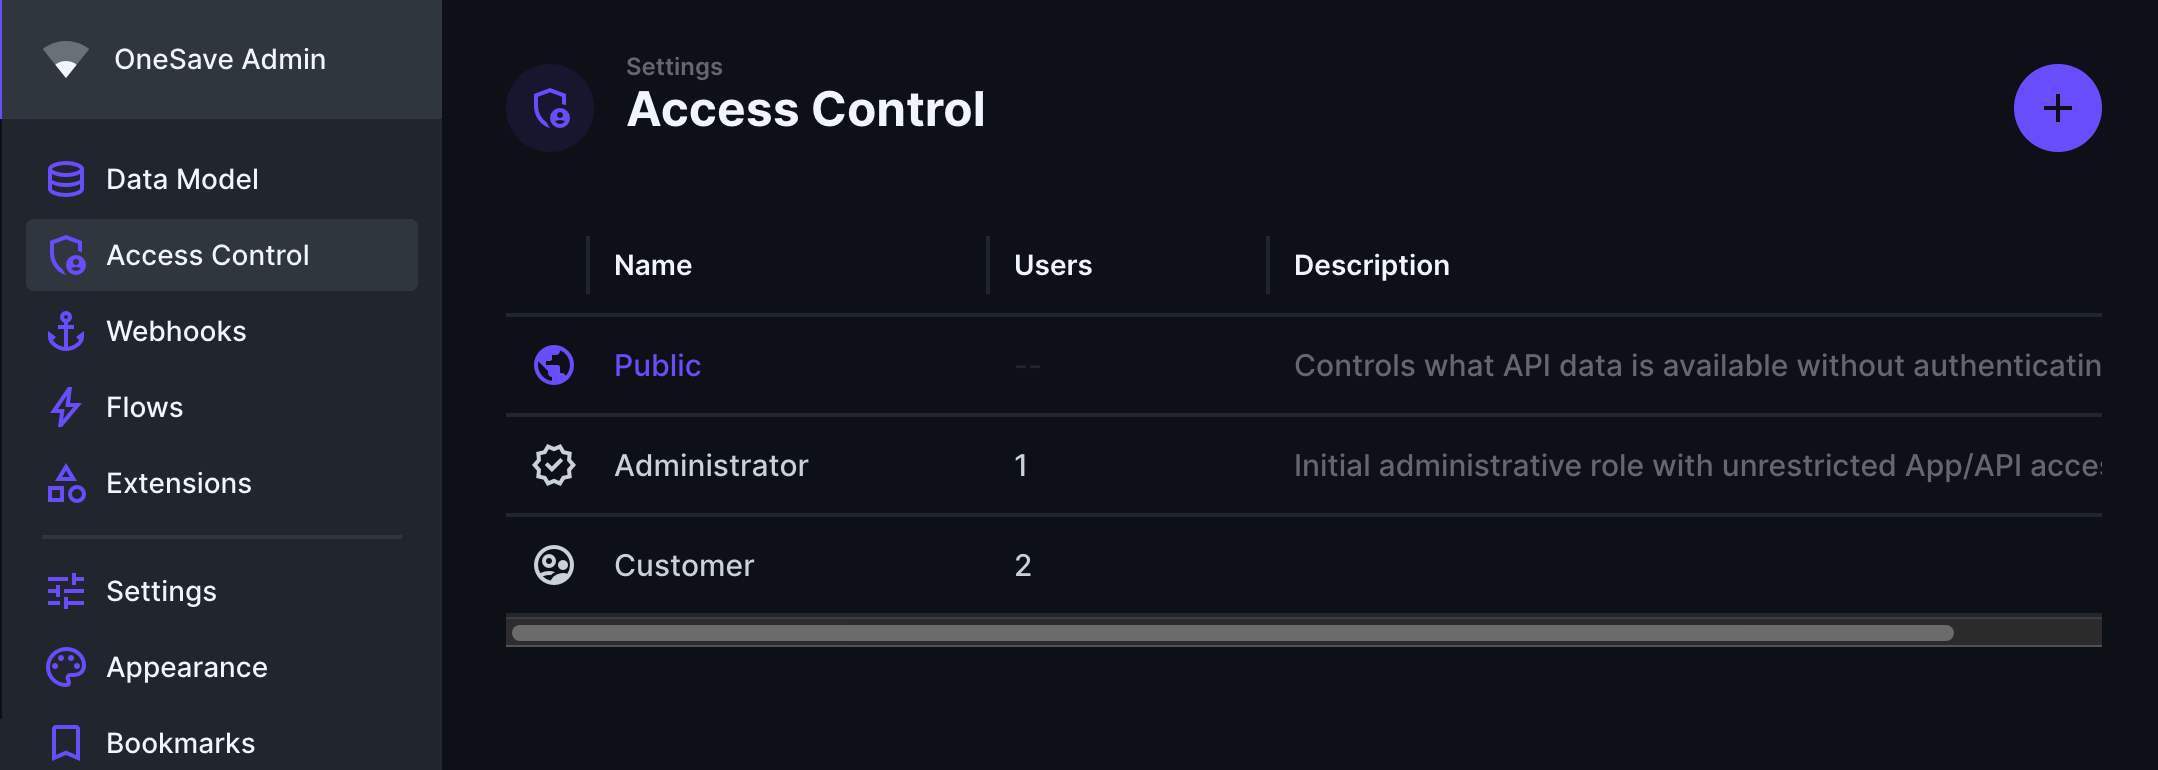 OneSave Admin
Data Model
Access Control
Webhooks
Flows
Extensions
Settings
Appearance
Bookmarks
Settings
Access Control
Name Users Description
Public -- Controls what API data is available without authenticatin
Administrator 1 Initial administrative role with unrestricted App/API acce
Customer 2